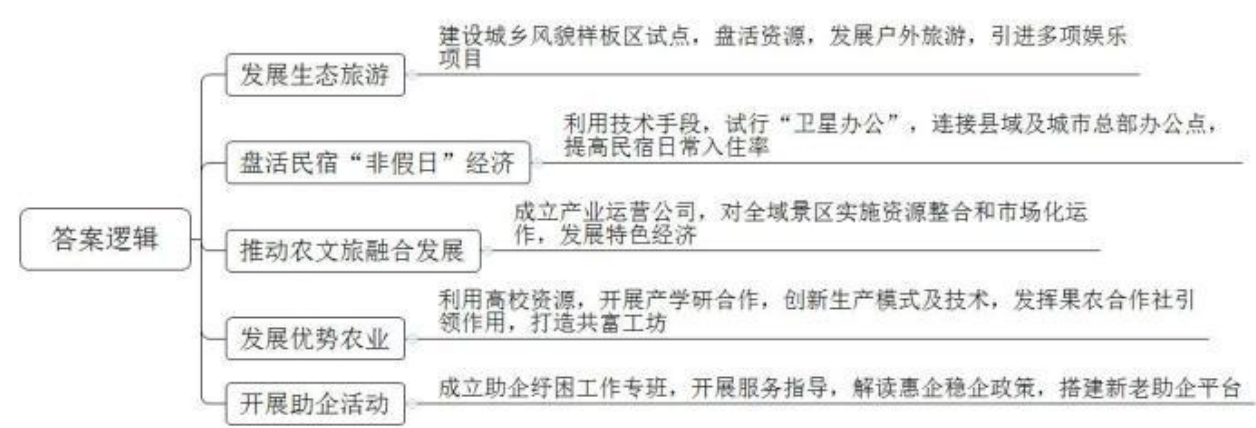 答案逻辑
发展生态旅游
建设城乡风貌样板区试点，盘活资源，发展户外旅游，引进多项娱乐
项目
盘活民宿“非假日”经济
利用技术手段，试行“卫星办公”，连接县域及城市总部办公点，
提高民宿日常入住率
推动农文旅融合发展
成立产业运营公司，对全域景区实施资源整合和市场化运
作，发展特色经济
发展优势农业
利用高校资源，开展产学研合作，创新生产模式及技术，发挥果农合作社引
领作用，打造共富工坊
开展助企活动
成立助企纾困工作专班，开展服务指导，解读惠企稳企政策，搭建新老助企平台